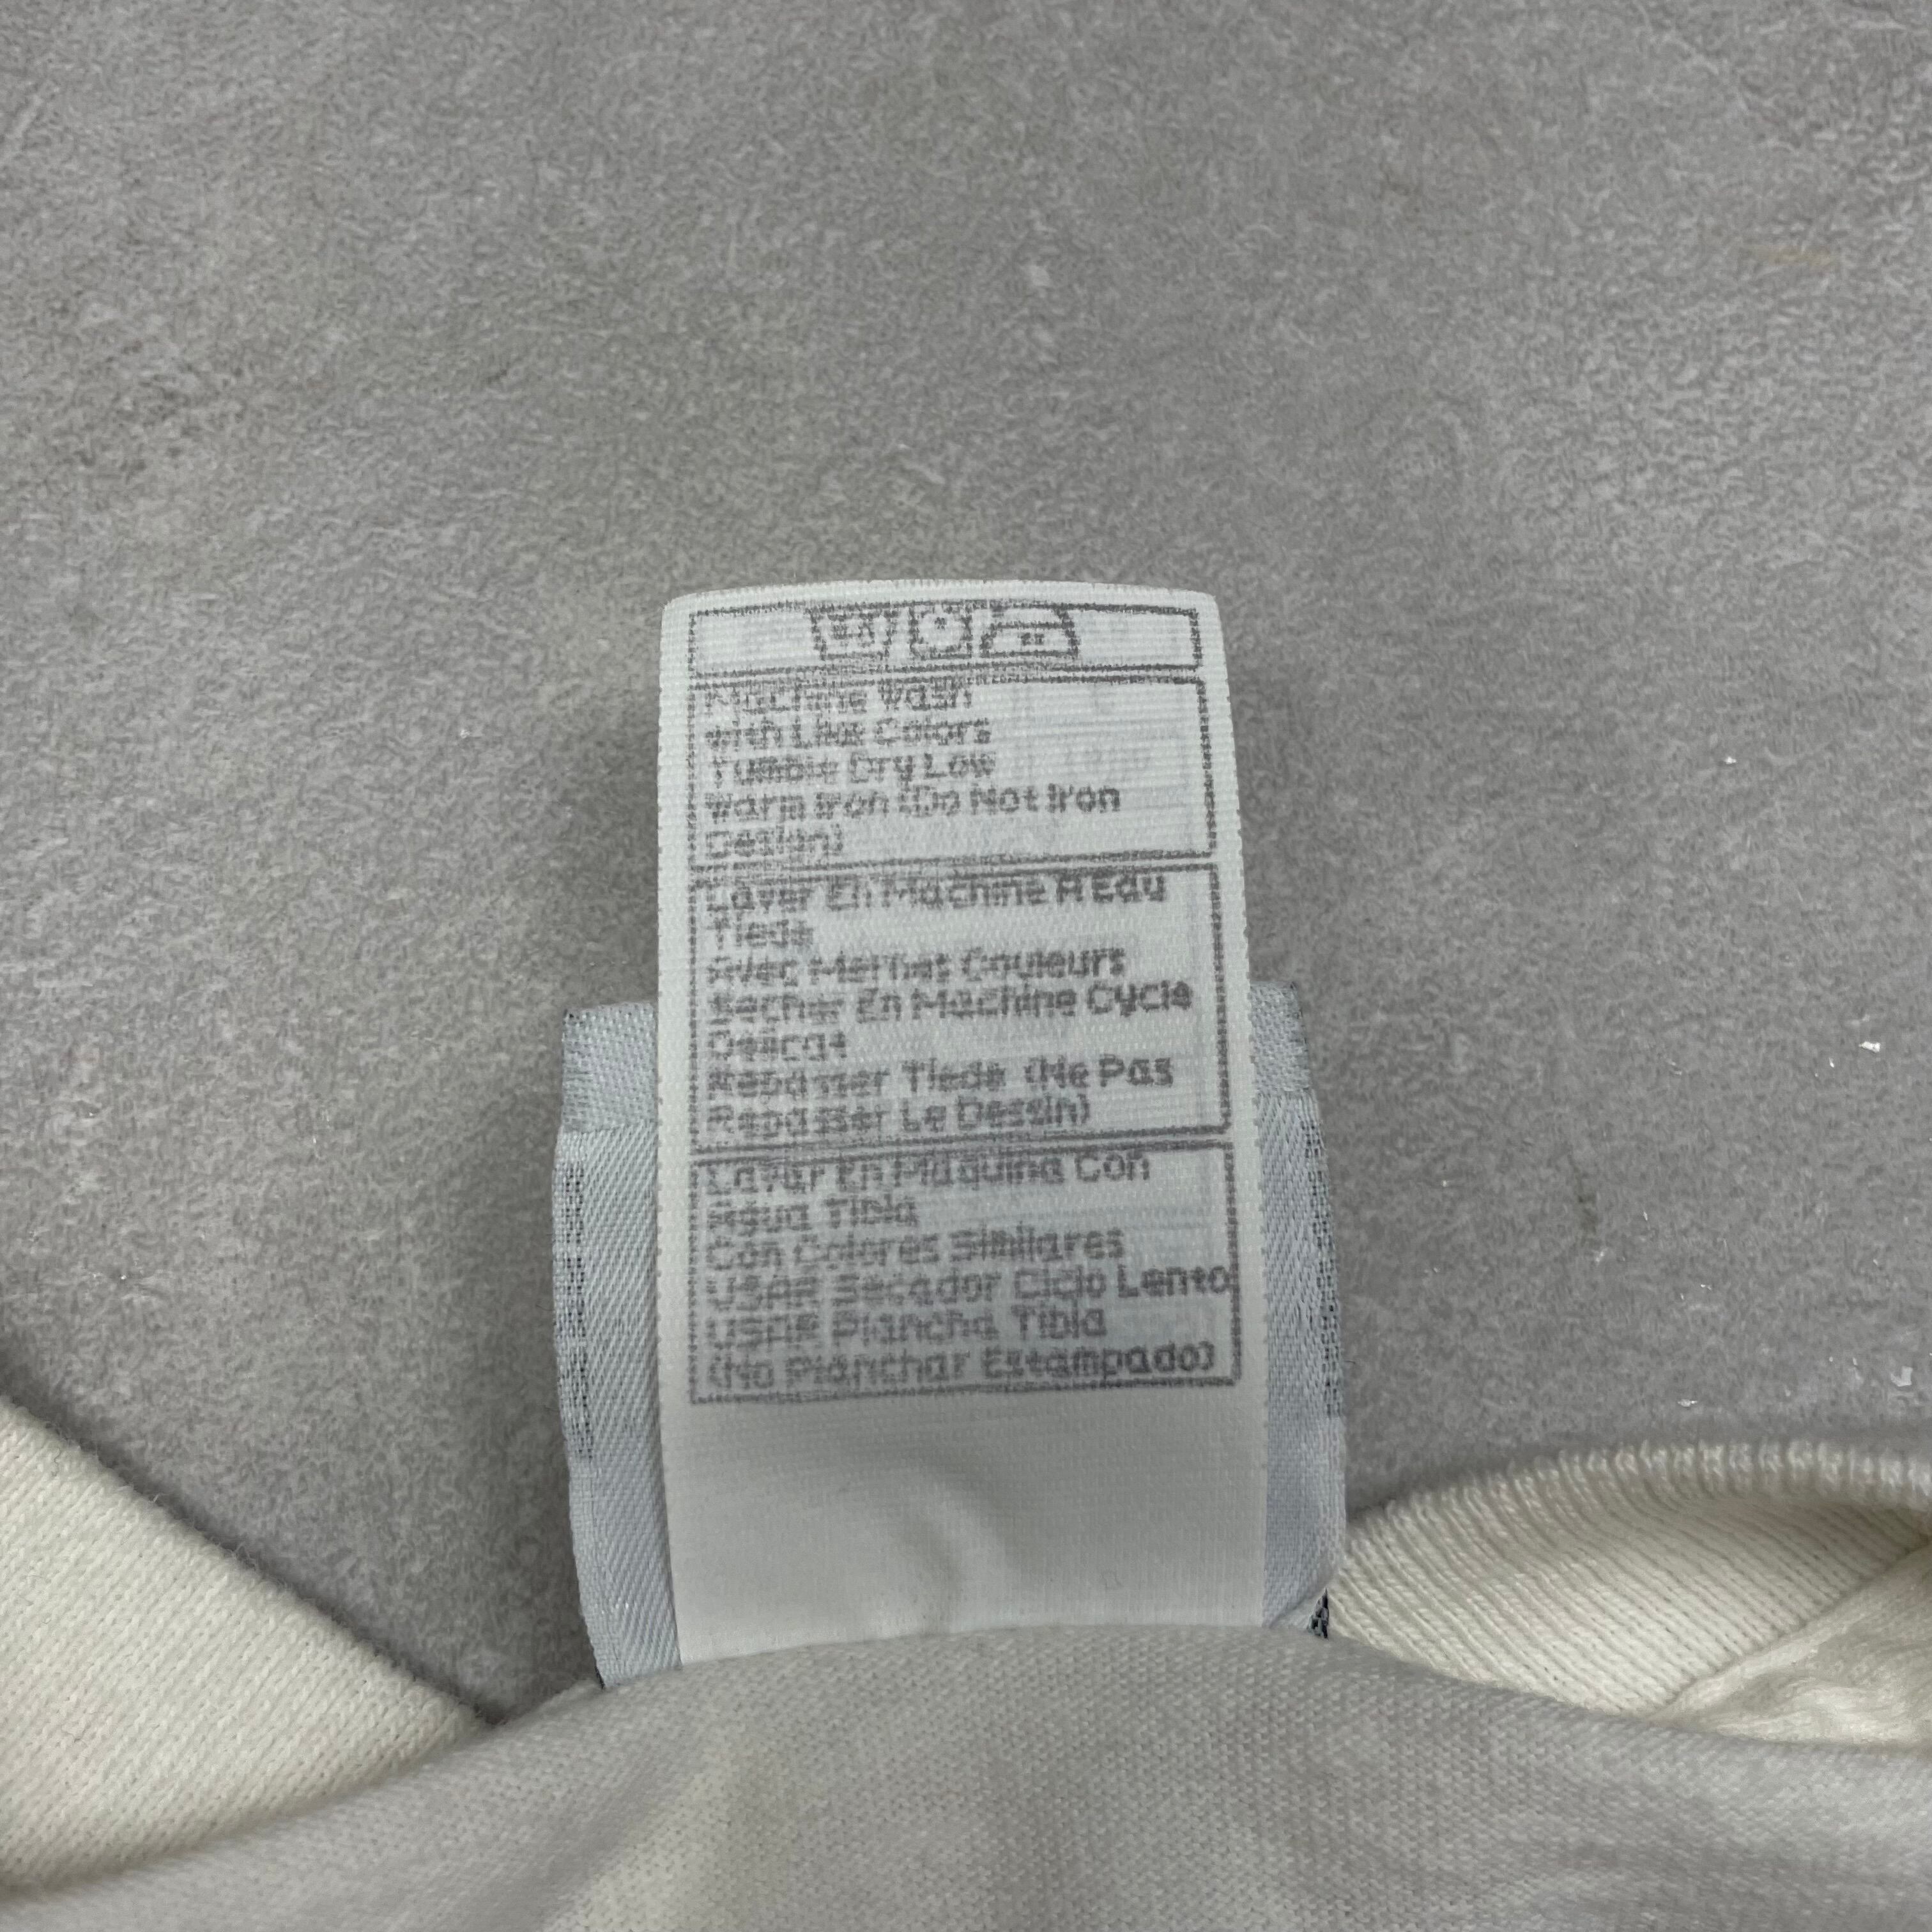 Machine Wash
with Like Colors
Tumble Dry Low
Warm Iron (Do Not Iron
Design)
Laver En Machine A Eau
Tiede
Avec Memes Couleurs
Secher En Machine Cycle
Delicat
Repasser Tiede (Ne Pas
Repasser Le Dessin)
Lavar En Maquina Con
Agua Tibia
Con Colores Similares
USAR Secador Ciclo Lento
USAR Plancha Tibia
(No Planchar Estampado)